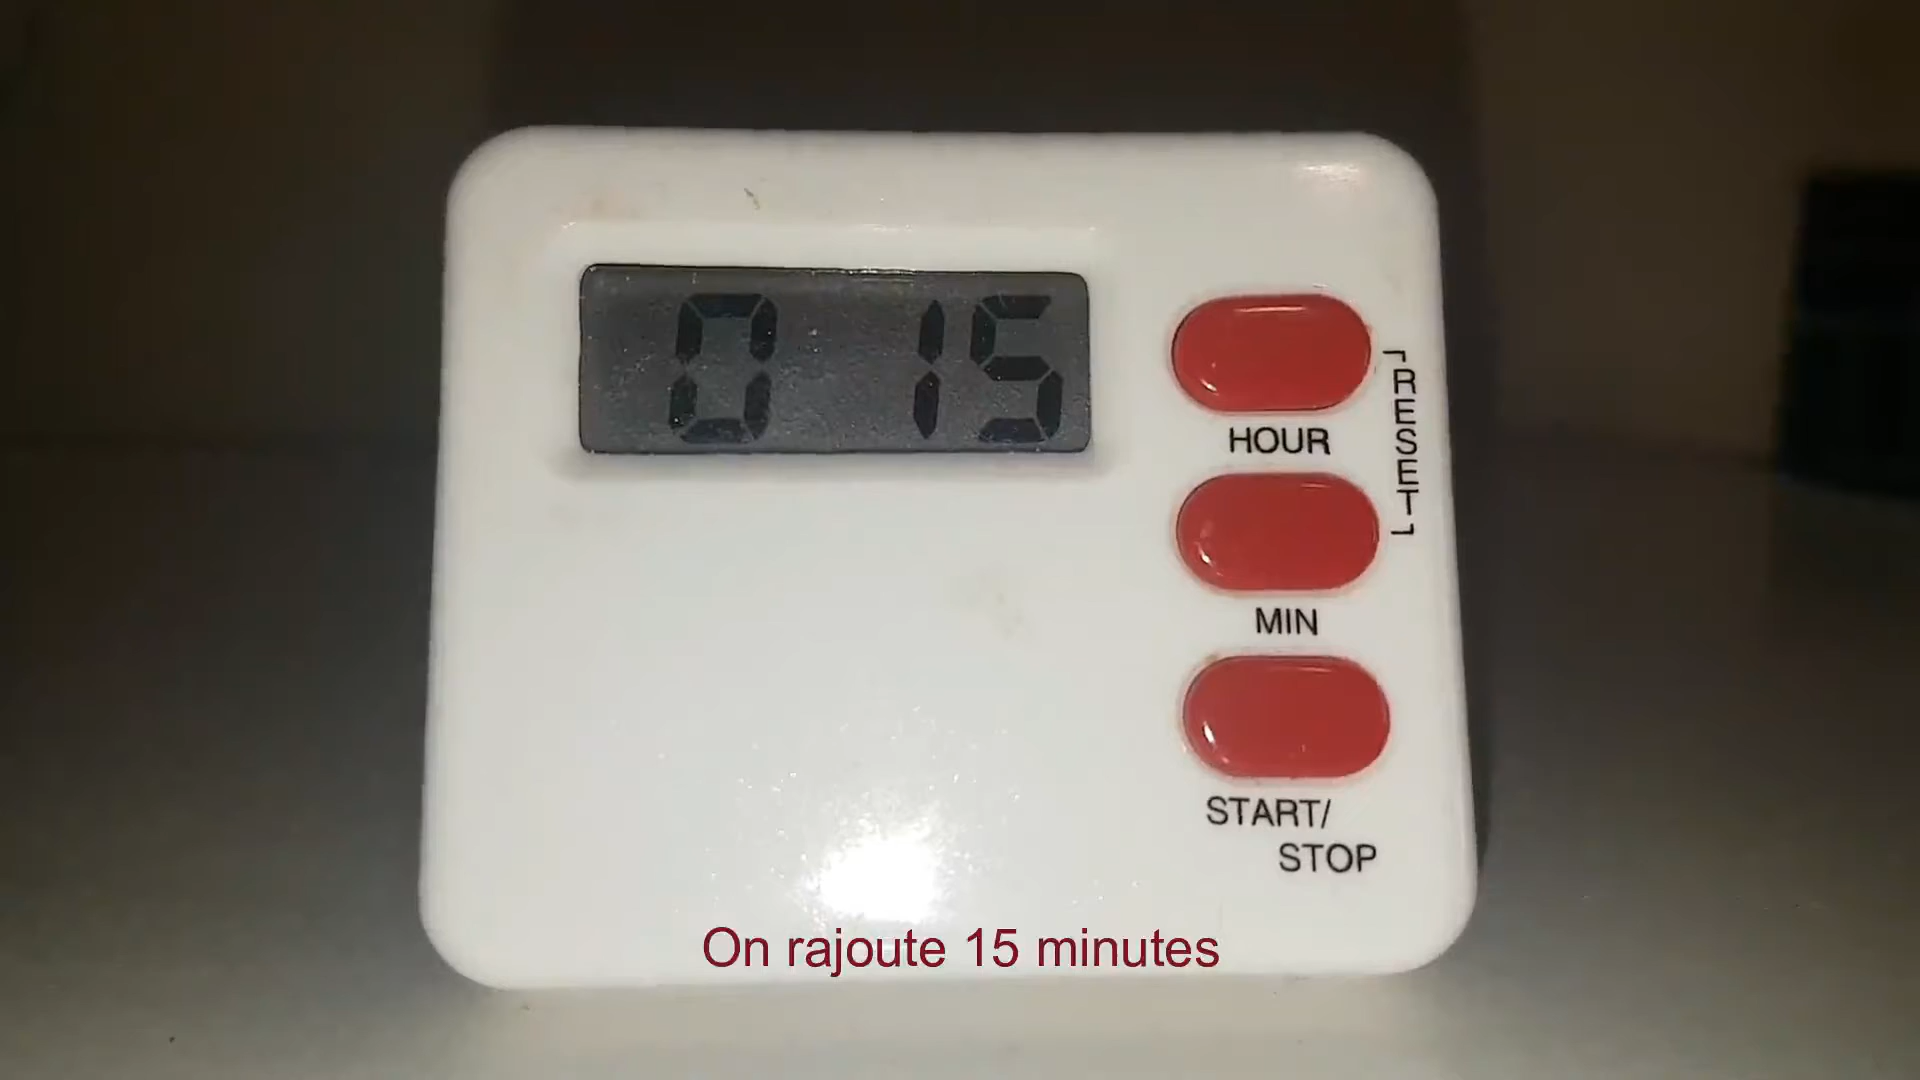 0 15
HOUR
RESET
MIN
START/
STOP
On rajoute 15 minutes